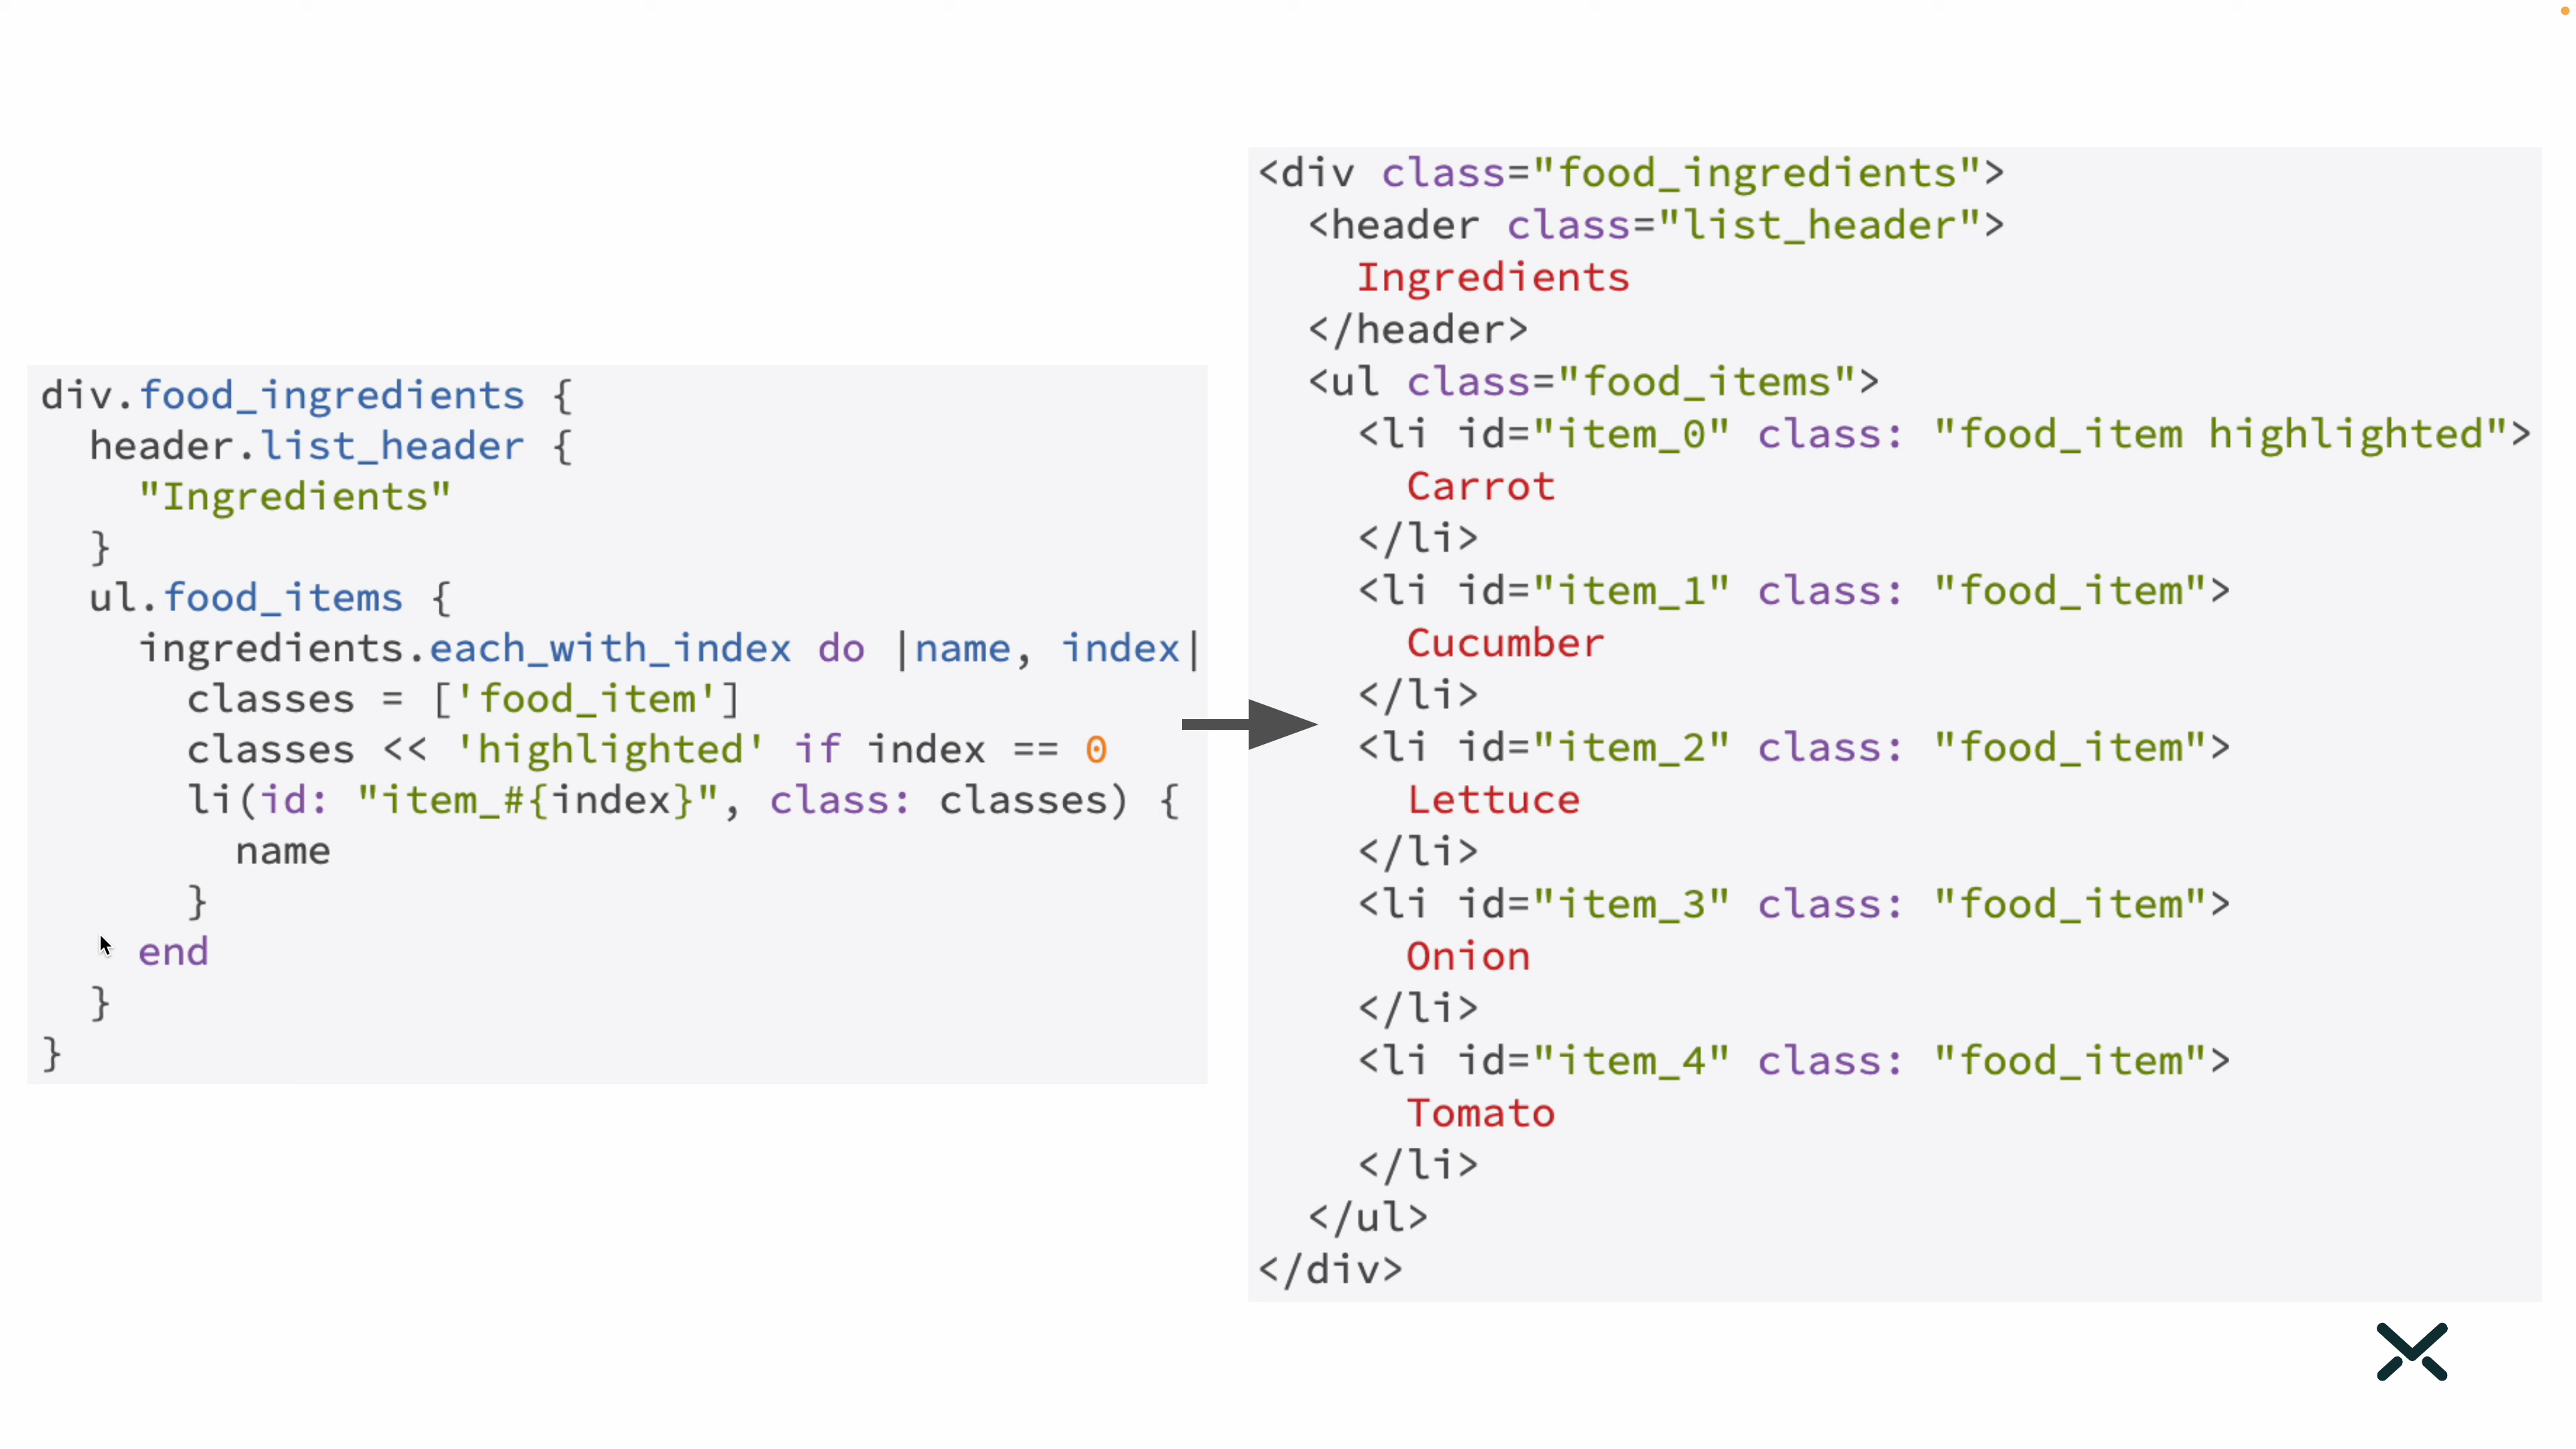 div.food_ingredients {
  header.list_header {
    "Ingredients"
  }
  ul.food_items {
    ingredients.each_with_index do |name, index|
      classes = ['food_item']
      classes << 'highlighted' if index == 0
      li(id: "item_#{index}", class: classes) {
        name
      }
    end
  }
}
<div class="food_ingredients">
  <header class="list_header">
    Ingredients
  </header>
  <ul class="food_items">
    <li id="item_0" class: "food_item highlighted">
      Carrot
    </li>
    <li id="item_1" class: "food_item">
      Cucumber
    </li>
    <li id="item_2" class: "food_item">
      Lettuce
    </li>
    <li id="item_3" class: "food_item">
      Onion
    </li>
    <li id="item_4" class: "food_item">
      Tomato
    </li>
  </ul>
</div>